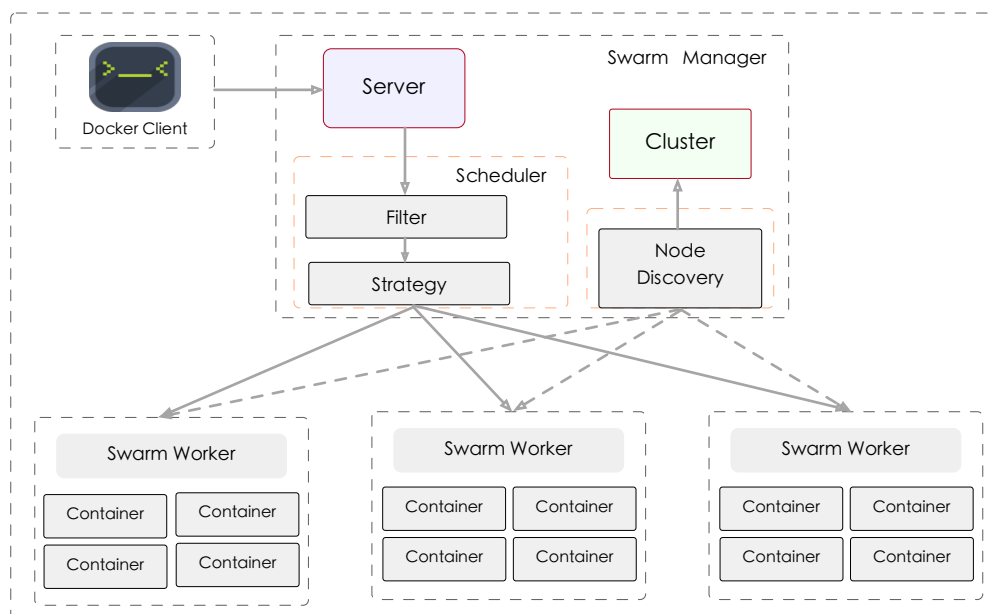 Docker Client
Server
Swarm Manager
Cluster
Scheduler
Filter
Strategy
Node
Discovery
Swarm Worker
Container Container
Container Container
Swarm Worker
Container Container
Container Container
Swarm Worker
Container Container
Container Container